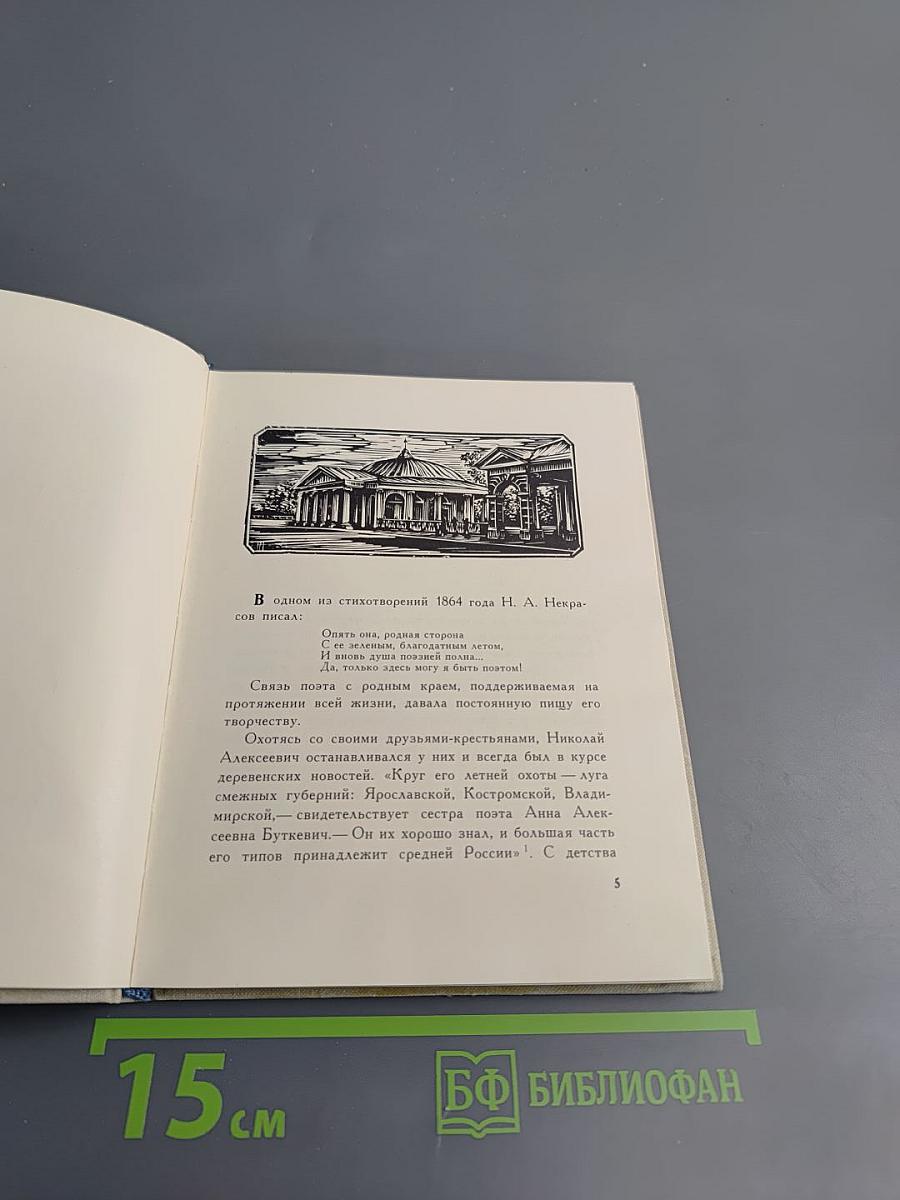 В одном из стихотворений 1864 года Н. А. Некра-
сов писал:
Опять она, родная сторона
С ее зеленым, благодатным летом,
И вновь душа поэзией полна...
Да, только здесь могу я быть поэтом!
Связь поэта с родным краем, поддерживаемая на
протяжении всей жизни, давала постоянную пищу его
творчеству.
Охотясь со своими друзьями-крестьянами, Николай
Алексеевич останавливался у них и всегда был в курсе
деревенских новостей. «Круг его летней охоты — луга
смежных губерний: Ярославской, Костромской, Влади-
мирской,— свидетельствует сестра поэта Анна Алек-
сеевна Буткевич.— Он их хорошо знал, и большая часть
его типов принадлежит средней России» ¹. С детства
5
15 см
БФ БИБЛИОФАН